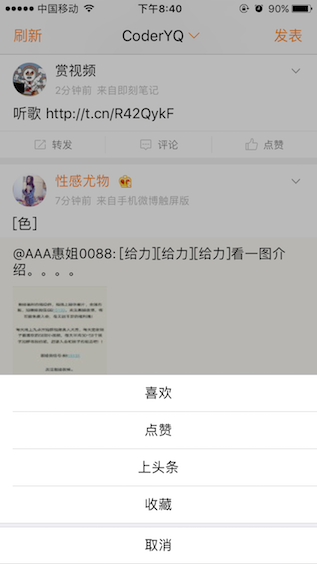 中国移动 下午8:40 90%
刷新 CoderYQ 发表
赏视频
2分钟前 来自即刻笔记
听歌 http://t.cn/R42QykF
转发 评论 点赞
性感尤物
7分钟前 来自手机微博触屏版
[色]
@AAA惠姐0088: [给力][给力][给力]看一图介
绍。。。。
喜欢
点赞
上头条
收藏
取消